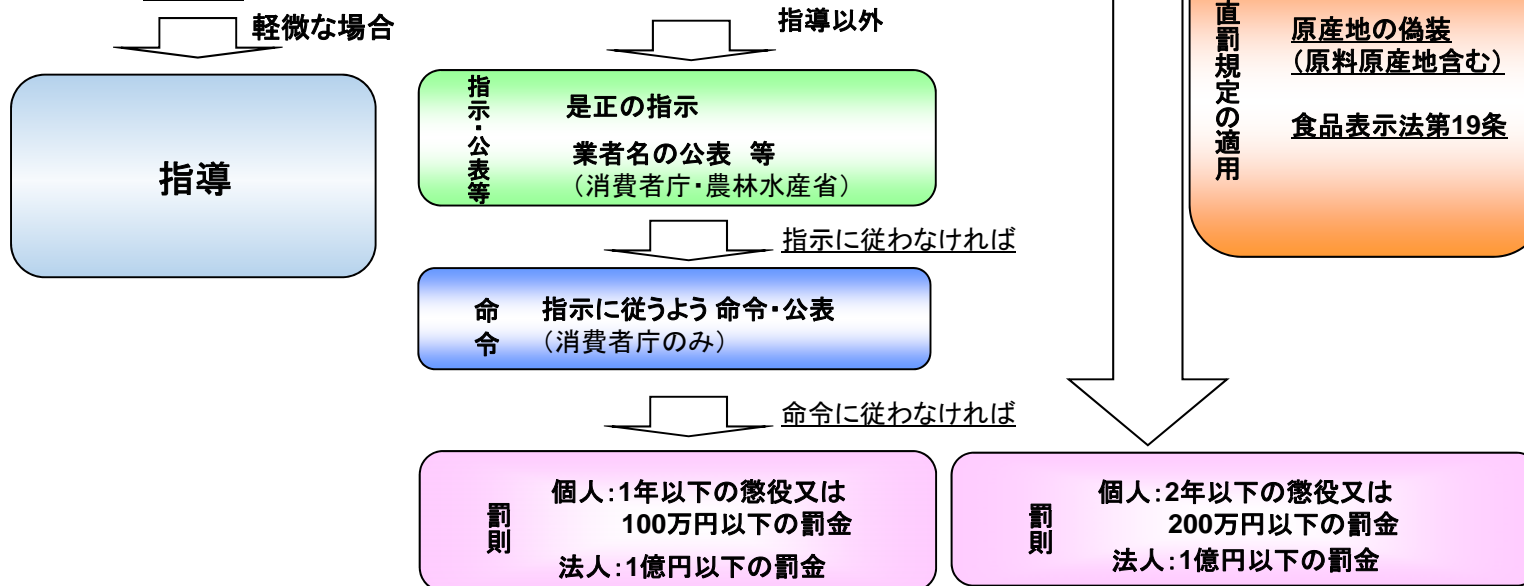 軽微な場合
指導
指導以外
指示・公表等
是正の指示
業者名の公表 等
（消費者庁・農林水産省）
指示に従わなければ
命令
指示に従うよう 命令・公表
（消費者庁のみ）
命令に従わなければ
罰則
個人：1年以下の懲役又は
100万円以下の罰金
法人：1億円以下の罰金
直罰規定の適用
原産地の偽装
（原料原産地含む）
食品表示法第19条
罰則
個人：2年以下の懲役又は
200万円以下の罰金
法人：1億円以下の罰金